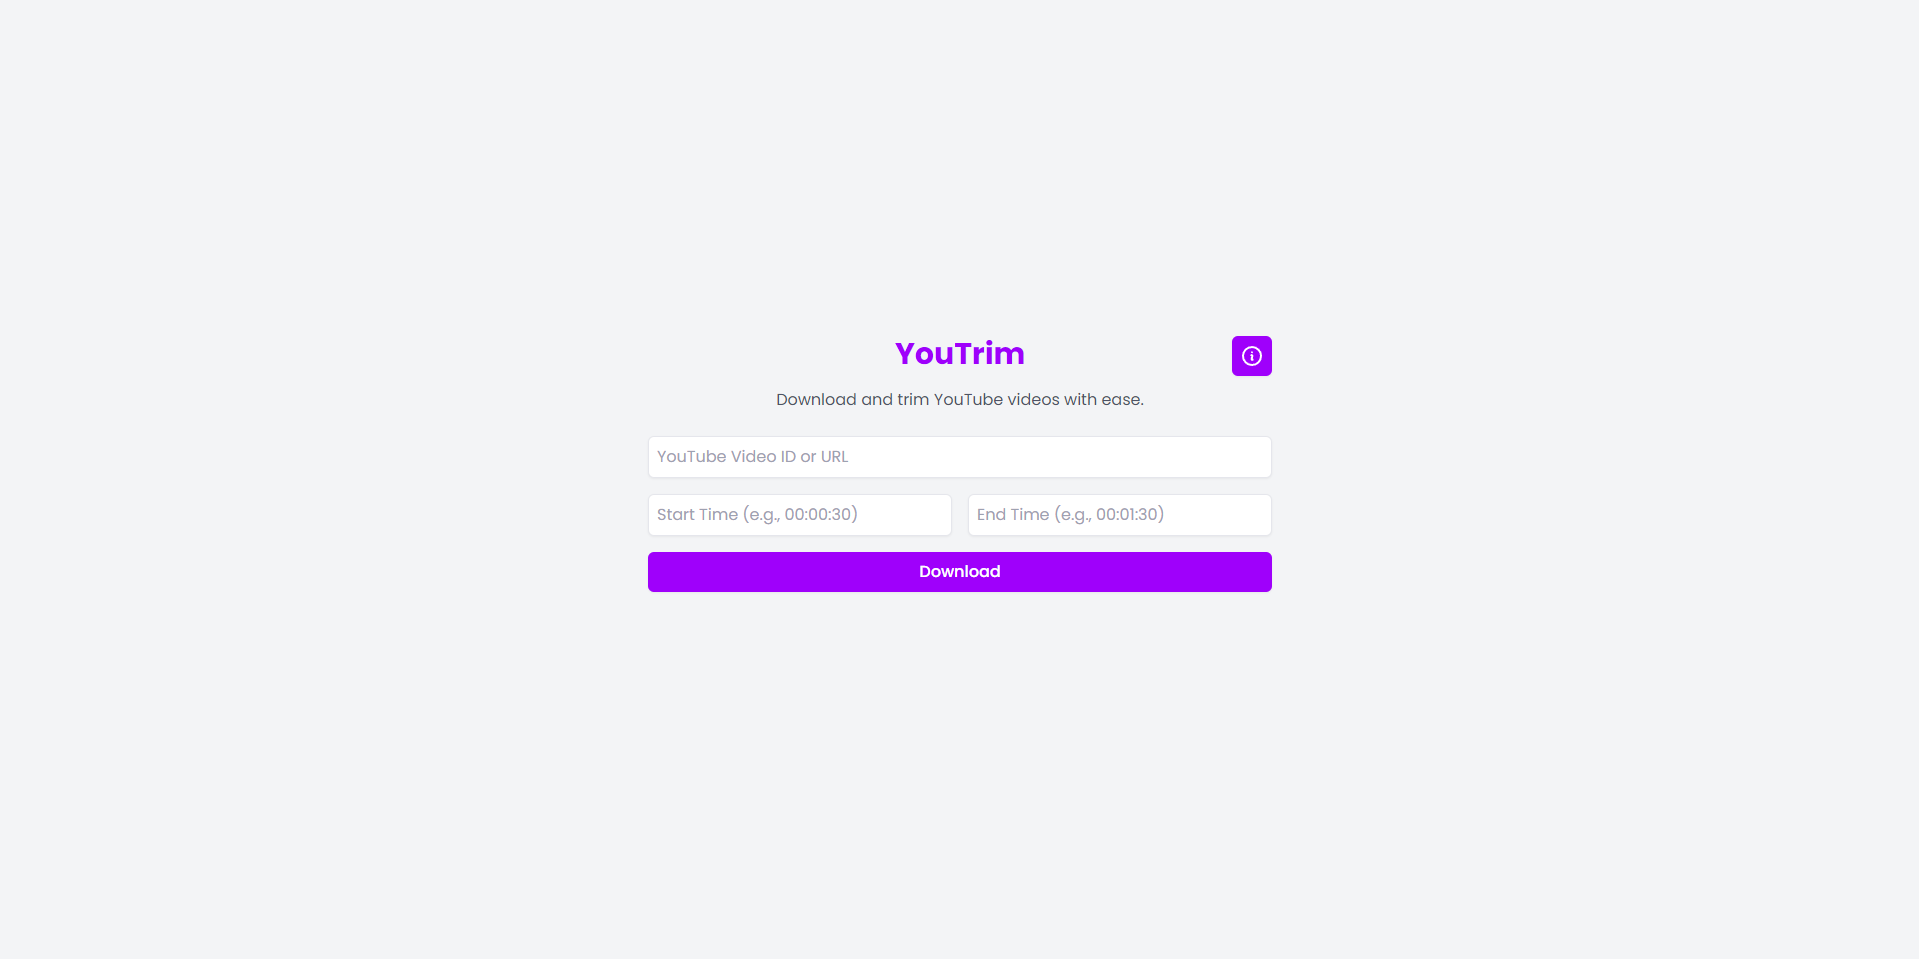 YouTrim
Download and trim YouTube videos with ease.
YouTube Video ID or URL
Start Time (e.g., 00:00:30)
End Time (e.g., 00:01:30)
Download